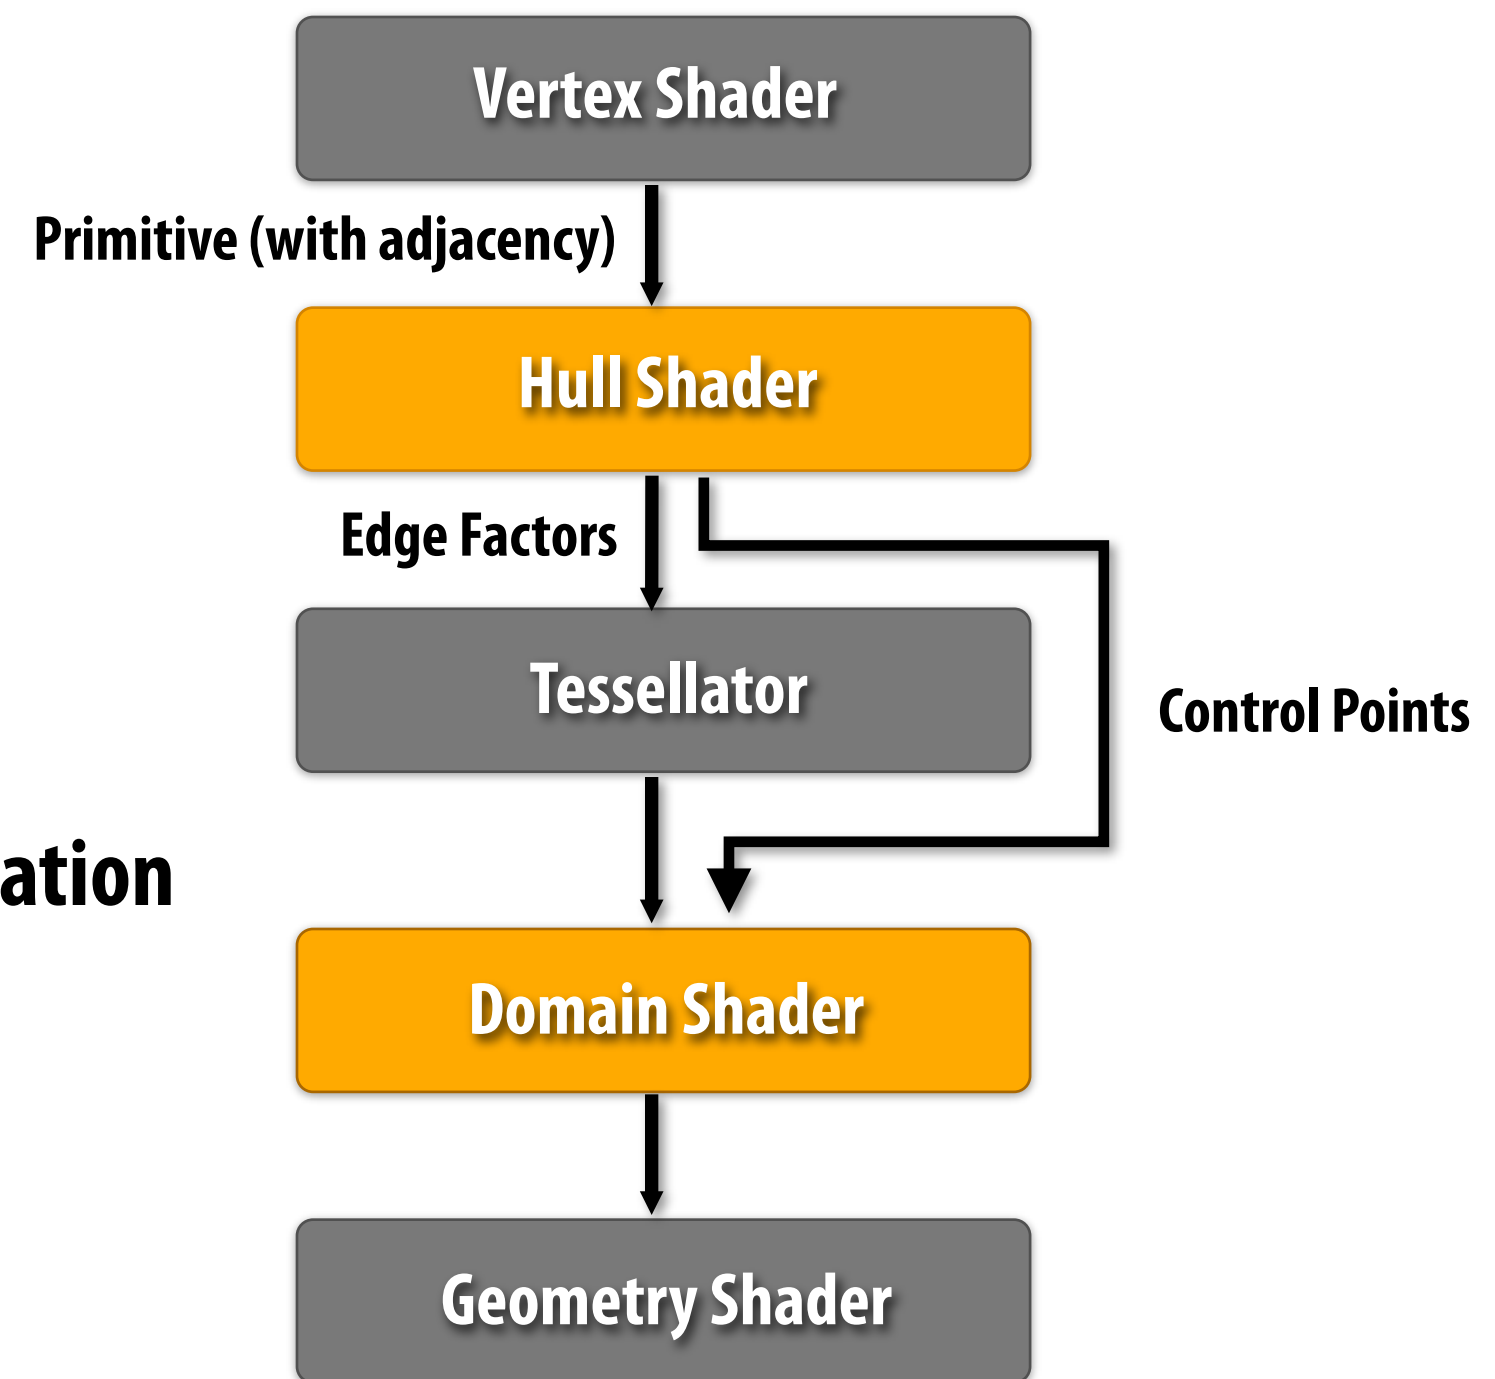 Vertex Shader
Primitive (with adjacency)
Hull Shader
Edge Factors
Tessellator
Control Points
ation
Domain Shader
Geometry Shader